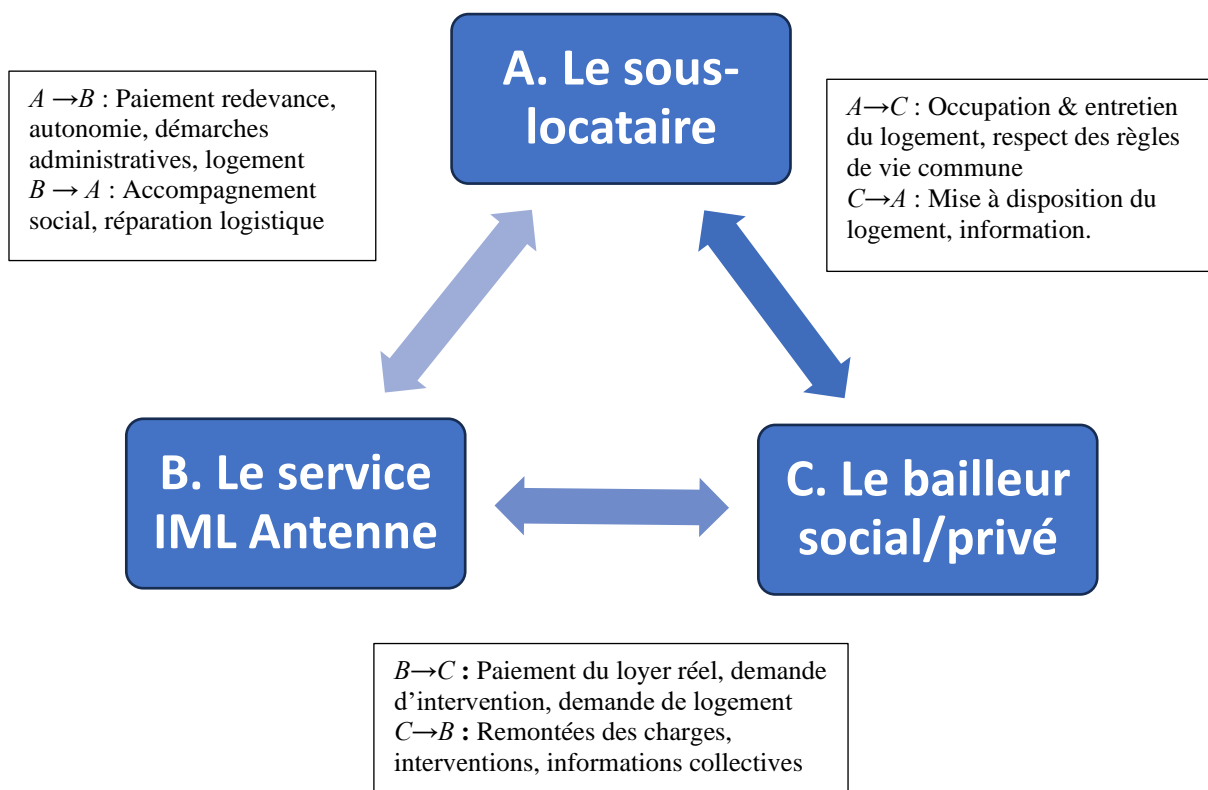 A. Le sous-
locataire
A →B : Paiement redevance,
autonomie, démarches
administratives, logement
B → A : Accompagnement
social, réparation logistique
A→C : Occupation & entretien
du logement, respect des règles
de vie commune
C→A : Mise à disposition du
logement, information.
B. Le service
IML Antenne
C. Le bailleur
social/privé
B→C : Paiement du loyer réel, demande
d’intervention, demande de logement
C→B : Remontées des charges,
interventions, informations collectives